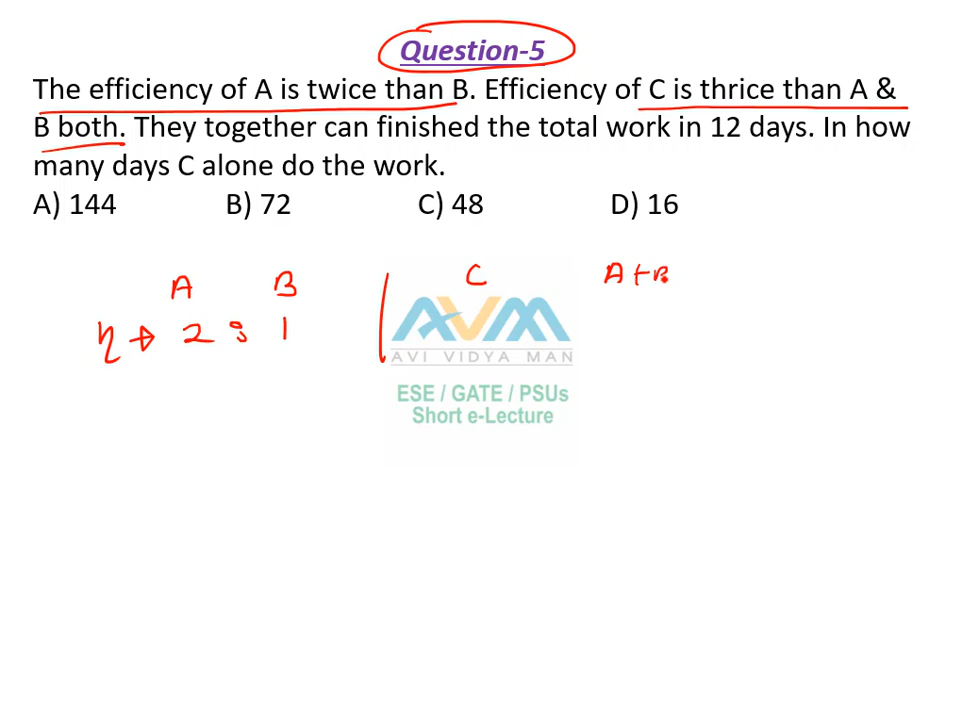 Question-5
The efficiency of A is twice than B. Efficiency of C is thrice than A &
B both. They together can finished the total work in 12 days. In how
many days C alone do the work.
A) 144 B) 72 C) 48 D) 16
A B C A+B
η → 2 : 1
AVM
AVI VIDYA MAN
ESE / GATE / PSUs
Short e-Lecture